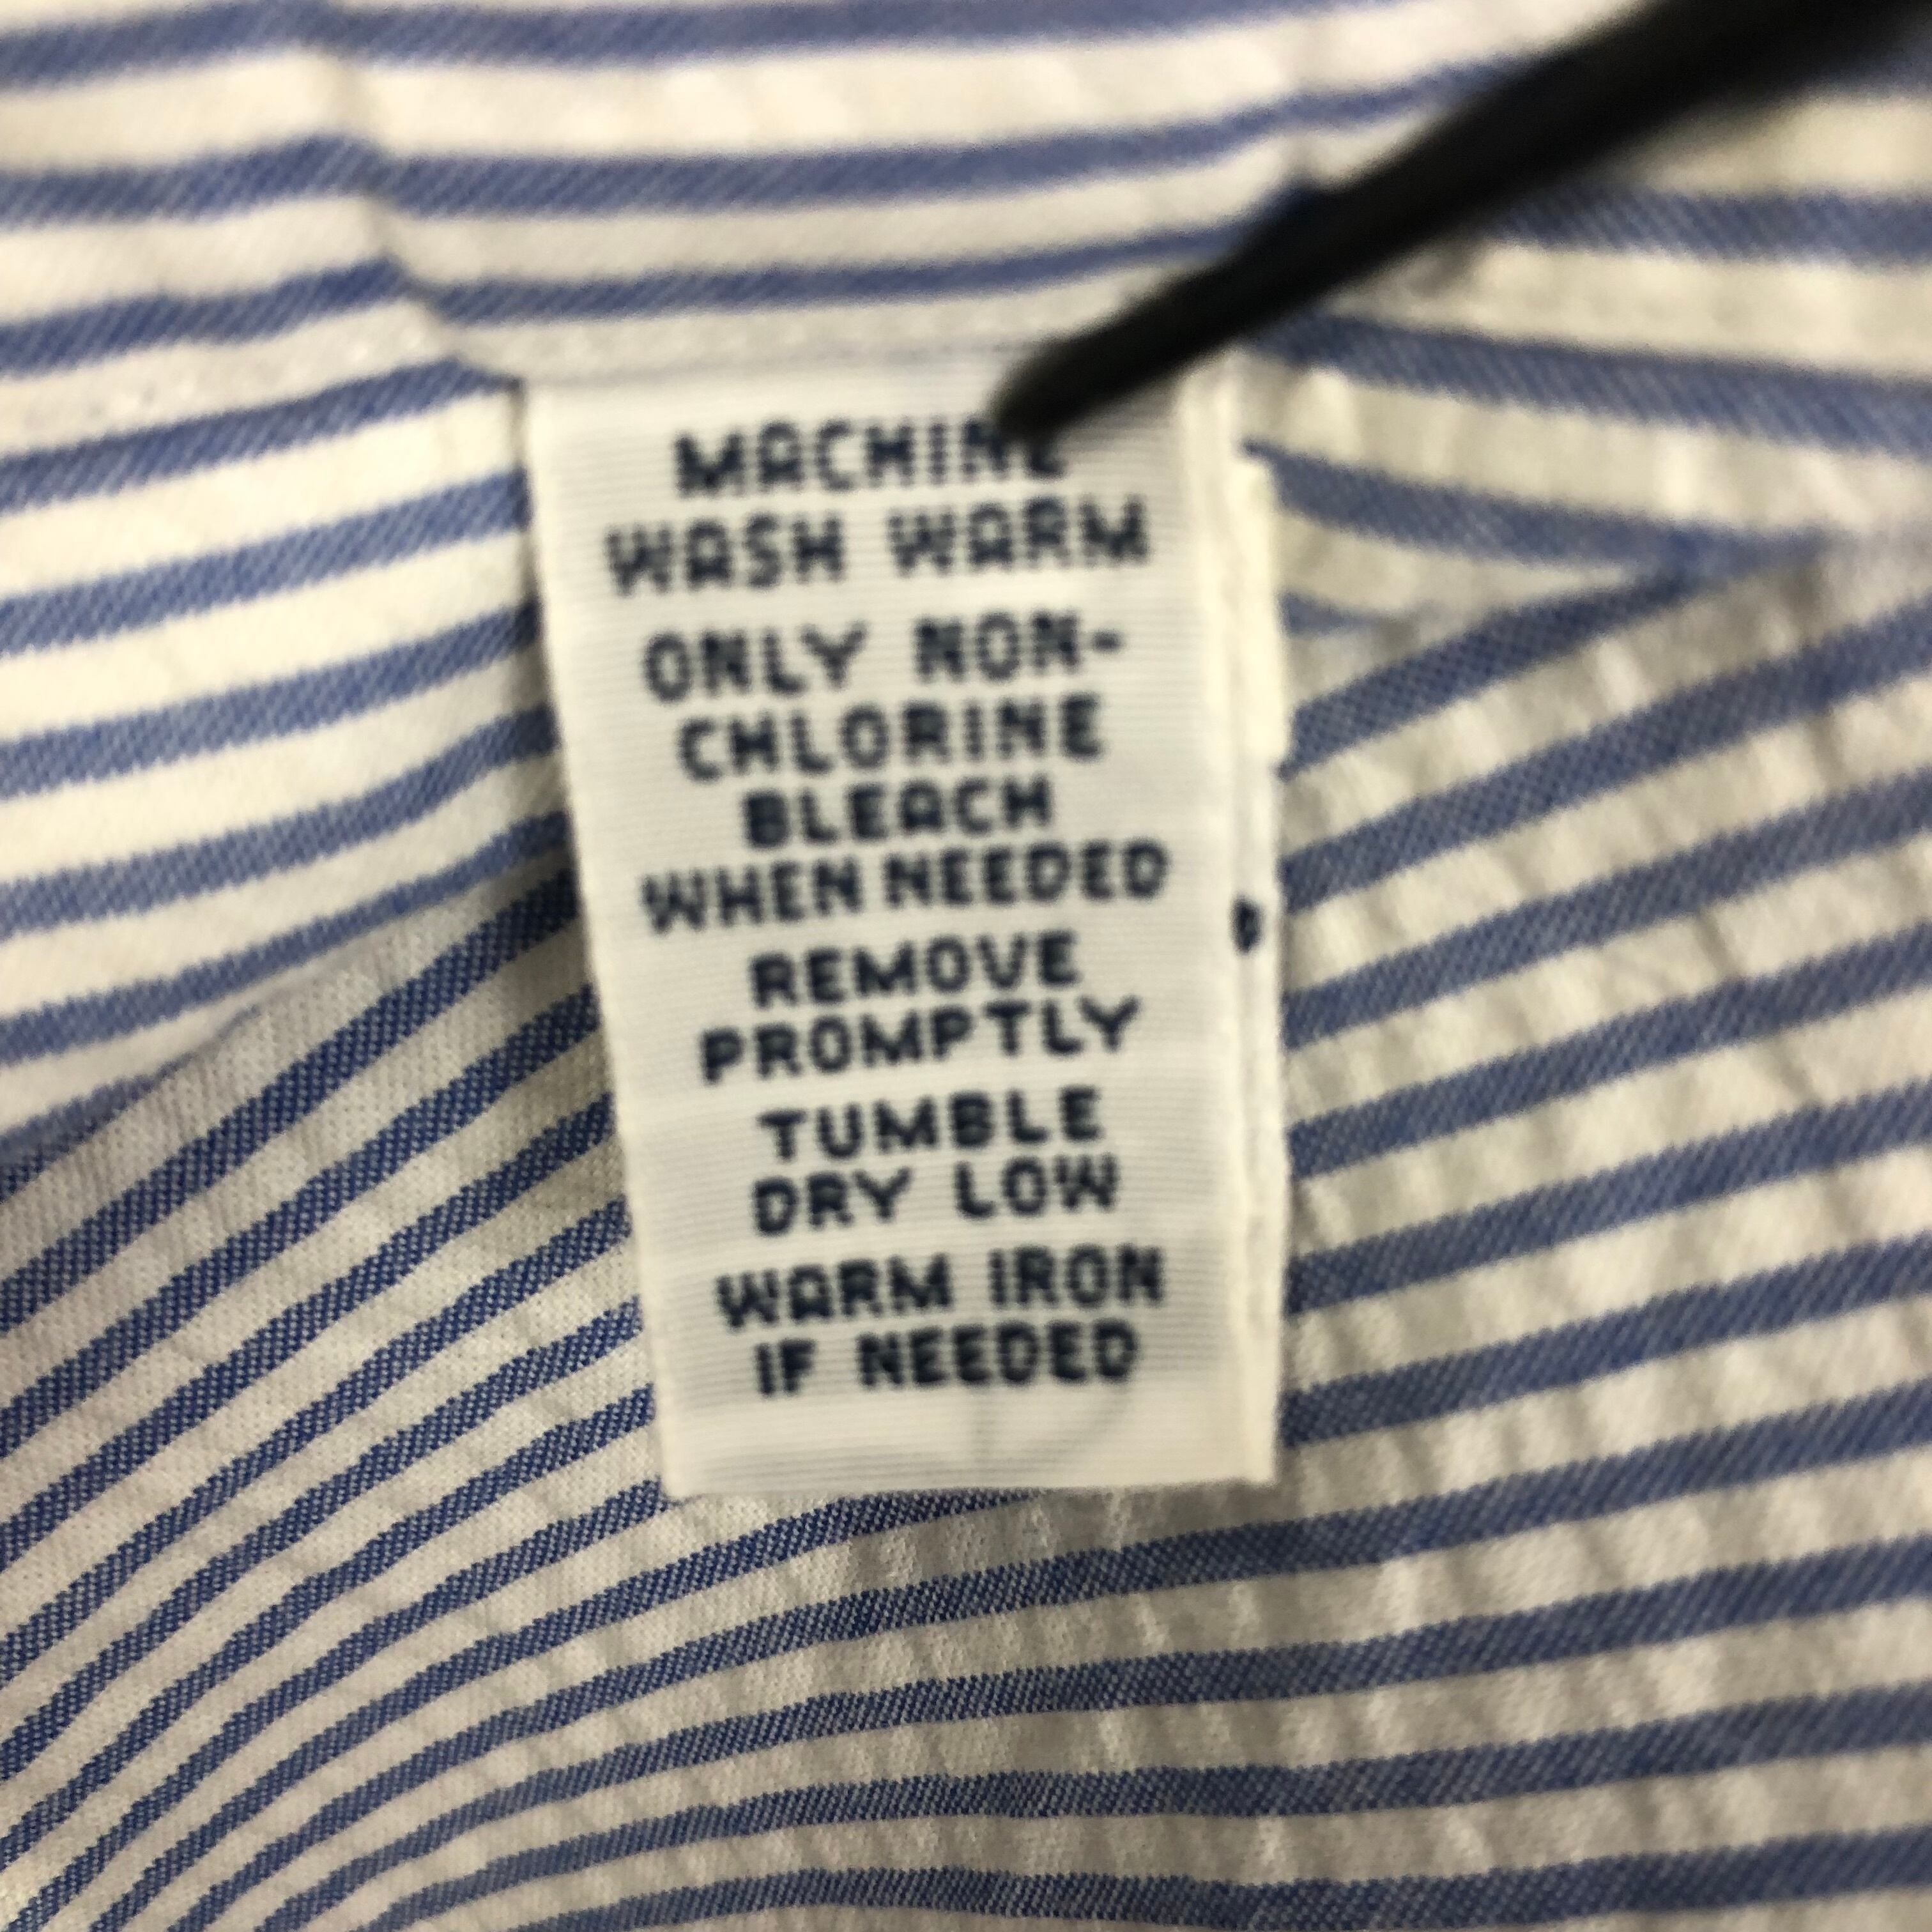 MACHINE
WASH WARM
ONLY NON-
CHLORINE
BLEACH
WHEN NEEDED
REMOVE
PROMPTLY
TUMBLE
DRY LOW
WARM IRON
IF NEEDED